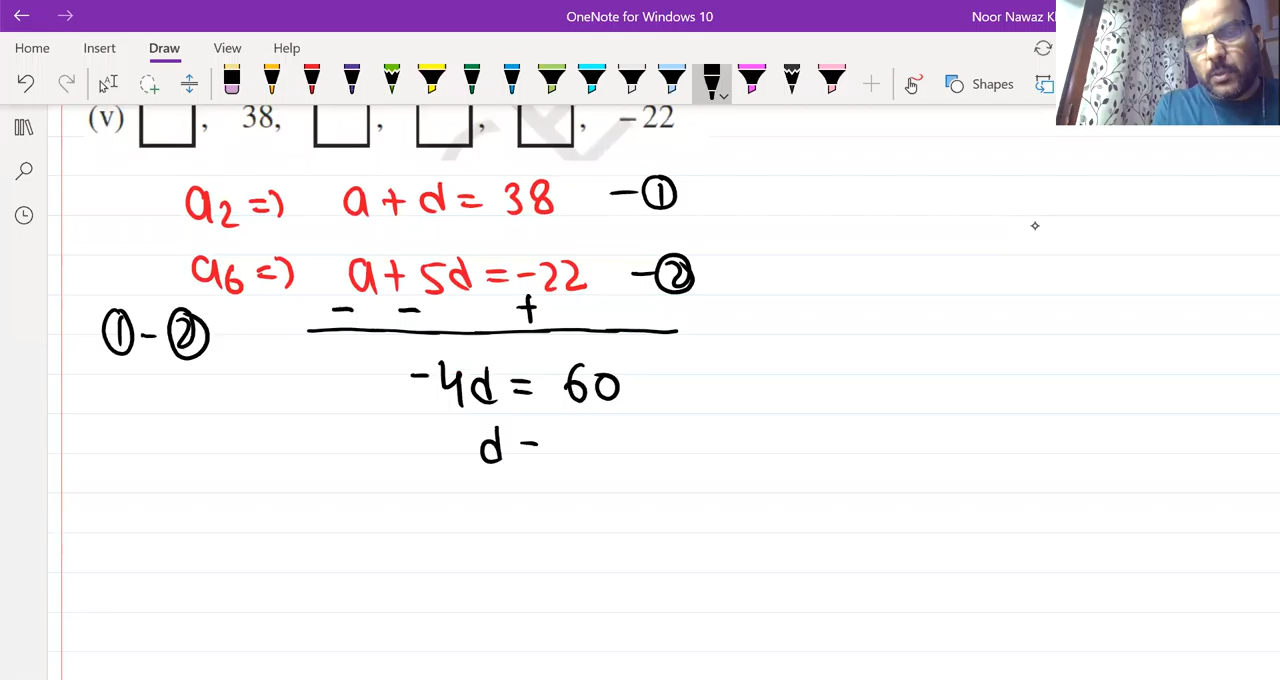 OneNote for Windows 10
Noor Nawaz
Home Insert Draw View Help
Shapes
(v) , 38, , , , -22
a2 => a + d = 38 -①
a6 => a + 5d = -22 -②
- - +
① - ②
-4d = 60
d =